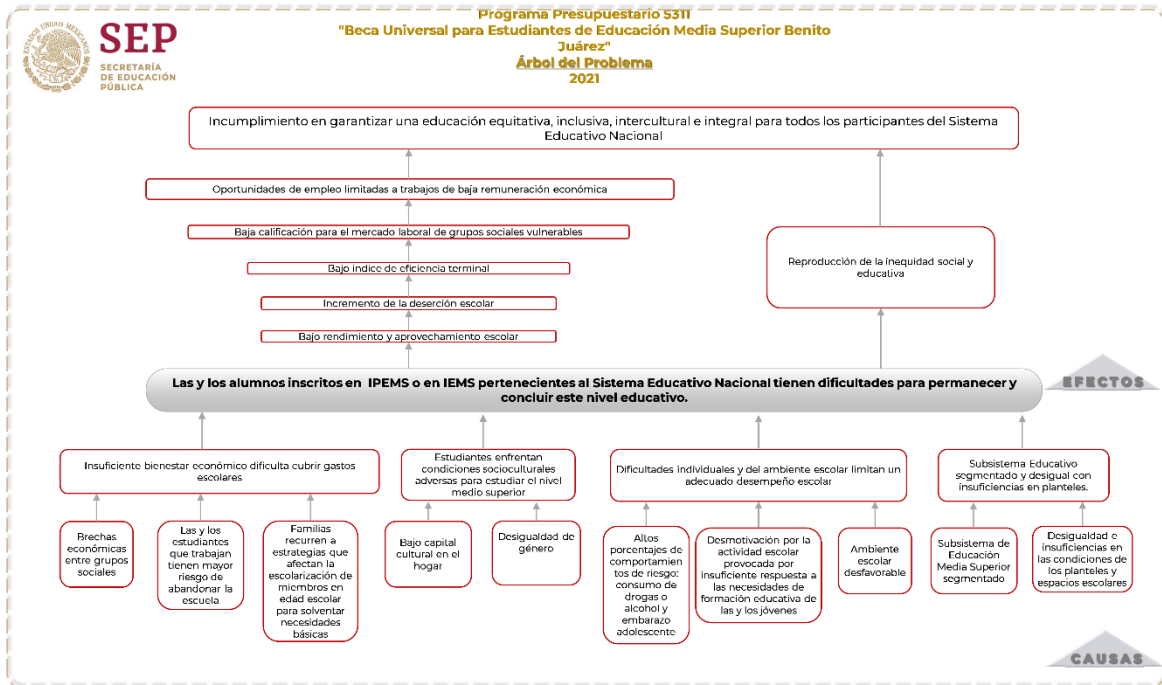 ESTADOS UNIDOS MEXICANOS
SEP
SECRETARÍA
DE EDUCACIÓN
PÚBLICA
Programa Presupuestario S311
"Beca Universal para Estudiantes de Educación Media Superior Benito
Juárez"
Árbol del Problema
2021
Incumplimiento en garantizar una educación equitativa, inclusiva, intercultural e integral para todos los participantes del Sistema
Educativo Nacional
Oportunidades de empleo limitadas a trabajos de baja remuneración económica
Baja calificación para el mercado laboral de grupos sociales vulnerables
Bajo índice de eficiencia terminal
Incremento de la deserción escolar
Bajo rendimiento y aprovechamiento escolar
Reproducción de la inequidad social y
educativa
Las y los alumnos inscritos en IPEMS o en IEMS pertenecientes al Sistema Educativo Nacional tienen dificultades para permanecer y
concluir este nivel educativo.
EFECTOS
Insuficiente bienestar económico dificulta cubrir gastos
escolares
Estudiantes enfrentan
condiciones socioculturales
adversas para estudiar el nivel
medio superior
Dificultades individuales y del ambiente escolar limitan un
adecuado desempeño escolar
Subsistema Educativo
segmentado y desigual con
insuficiencias en planteles.
Brechas
económicas
entre grupos
sociales
Las y los
estudiantes
que trabajan
tienen mayor
riesgo de
abandonar la
escuela
Familias
recurren a
estrategias que
afectan la
escolarización de
miembros en
edad escolar
para solventar
necesidades
básicas
Bajo capital
cultural en el
hogar
Desigualdad de
género
Altos
porcentajes de
comportamien
tos de riesgo:
consumo de
drogas o
alcohol y
embarazo
adolescente
Desmotivación por la
actividad escolar
provocada por
insuficiente respuesta a
las necesidades de
formación educativa de
las y los jóvenes
Ambiente
escolar
desfavorable
Subsistema de
Educación
Media Superior
segmentado
Desigualdad e
insuficiencias en
las condiciones de
los planteles y
espacios escolares
CAUSAS